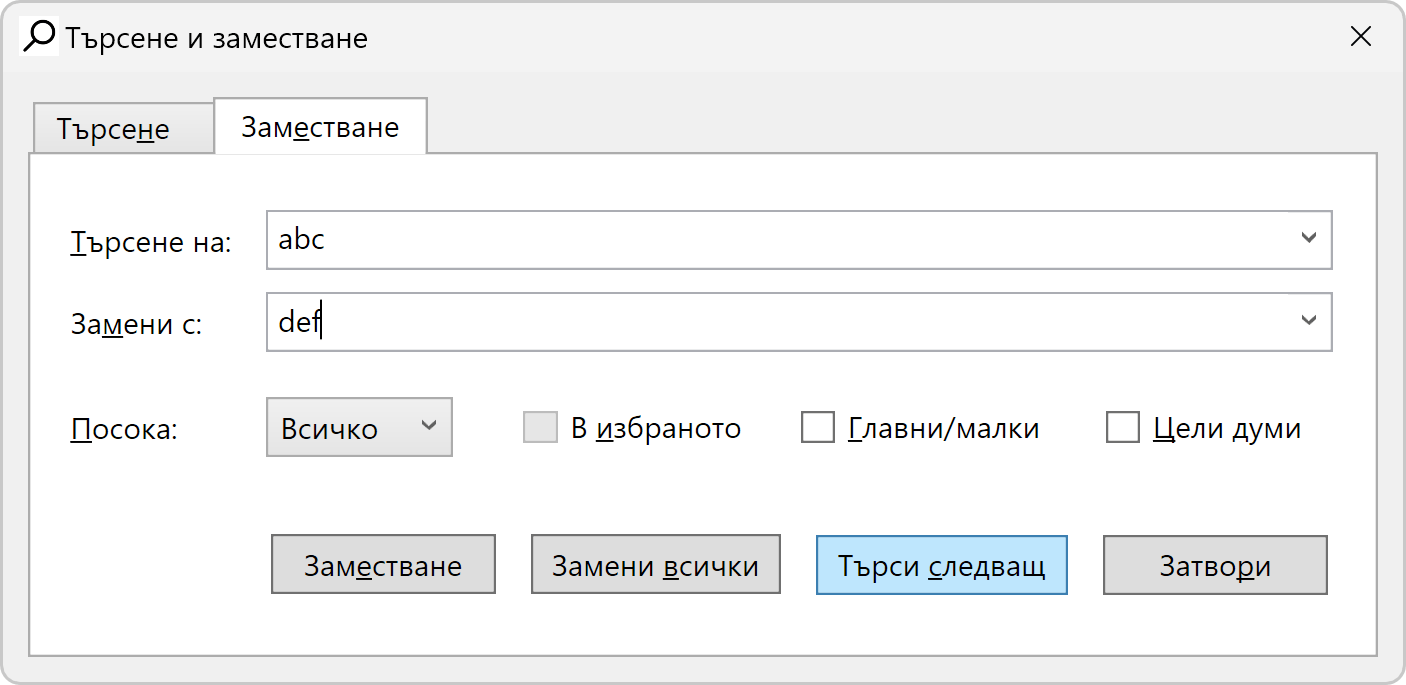 Търсене и заместване
Търсене
Заместване
Търсене на:
abc
Замени с:
def
Посока:
Всичко
В избраното
Главни/малки
Цели думи
Заместване
Замени всички
Търси следващ
Затвори